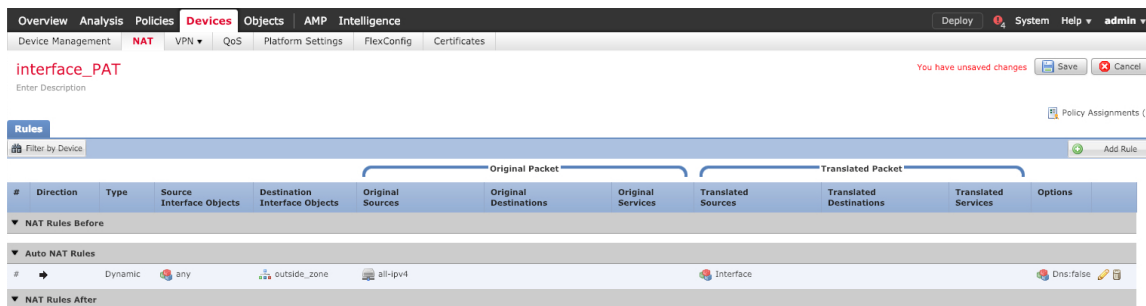 Overview Analysis Policies Devices Objects AMP Intelligence Deploy 4 System Help admin
Device Management NAT VPN QoS Platform Settings FlexConfig Certificates
interface_PAT You have unsaved changes Save Cancel
Enter Description
Policy Assignments (
Rules
Filter by Device Add Rule
Original Packet Translated Packet
# Direction Type Source Interface Objects Destination Interface Objects Original Sources Original Destinations Original Services Translated Sources Translated Destinations Translated Services Options
NAT Rules Before
Auto NAT Rules
# Dynamic any outside_zone all-ipv4 Interface Dns:false
NAT Rules After